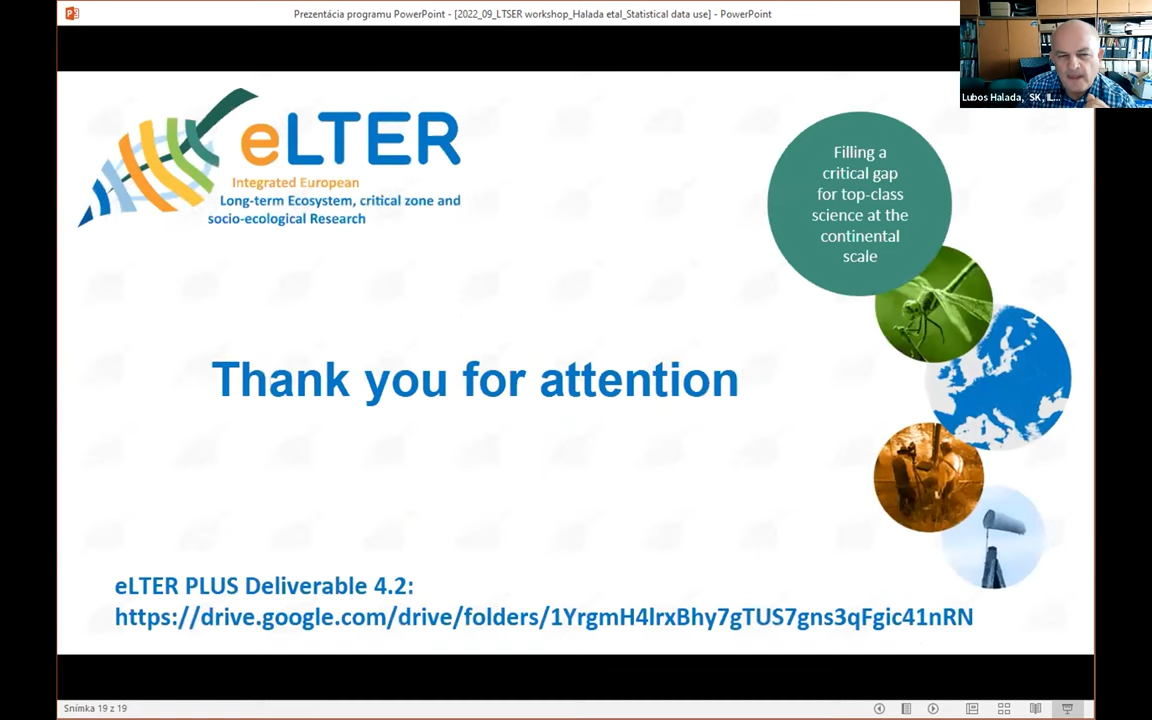 Prezentácia programu PowerPoint - [2022_09_LTSER workshop_Halada etal_Statistical data use] - PowerPoint
Lubos Halada, SK, IL...
eLTER
Integrated European
Long-term Ecosystem, critical zone and
socio-ecological Research
Filling a
critical gap
for top-class
science at the
continental
scale
Thank you for attention
eLTER PLUS Deliverable 4.2:
https://drive.google.com/drive/folders/1YrgmH4lrxBhy7gTUS7gns3qFgic41nRN
Snímka 19 z 19